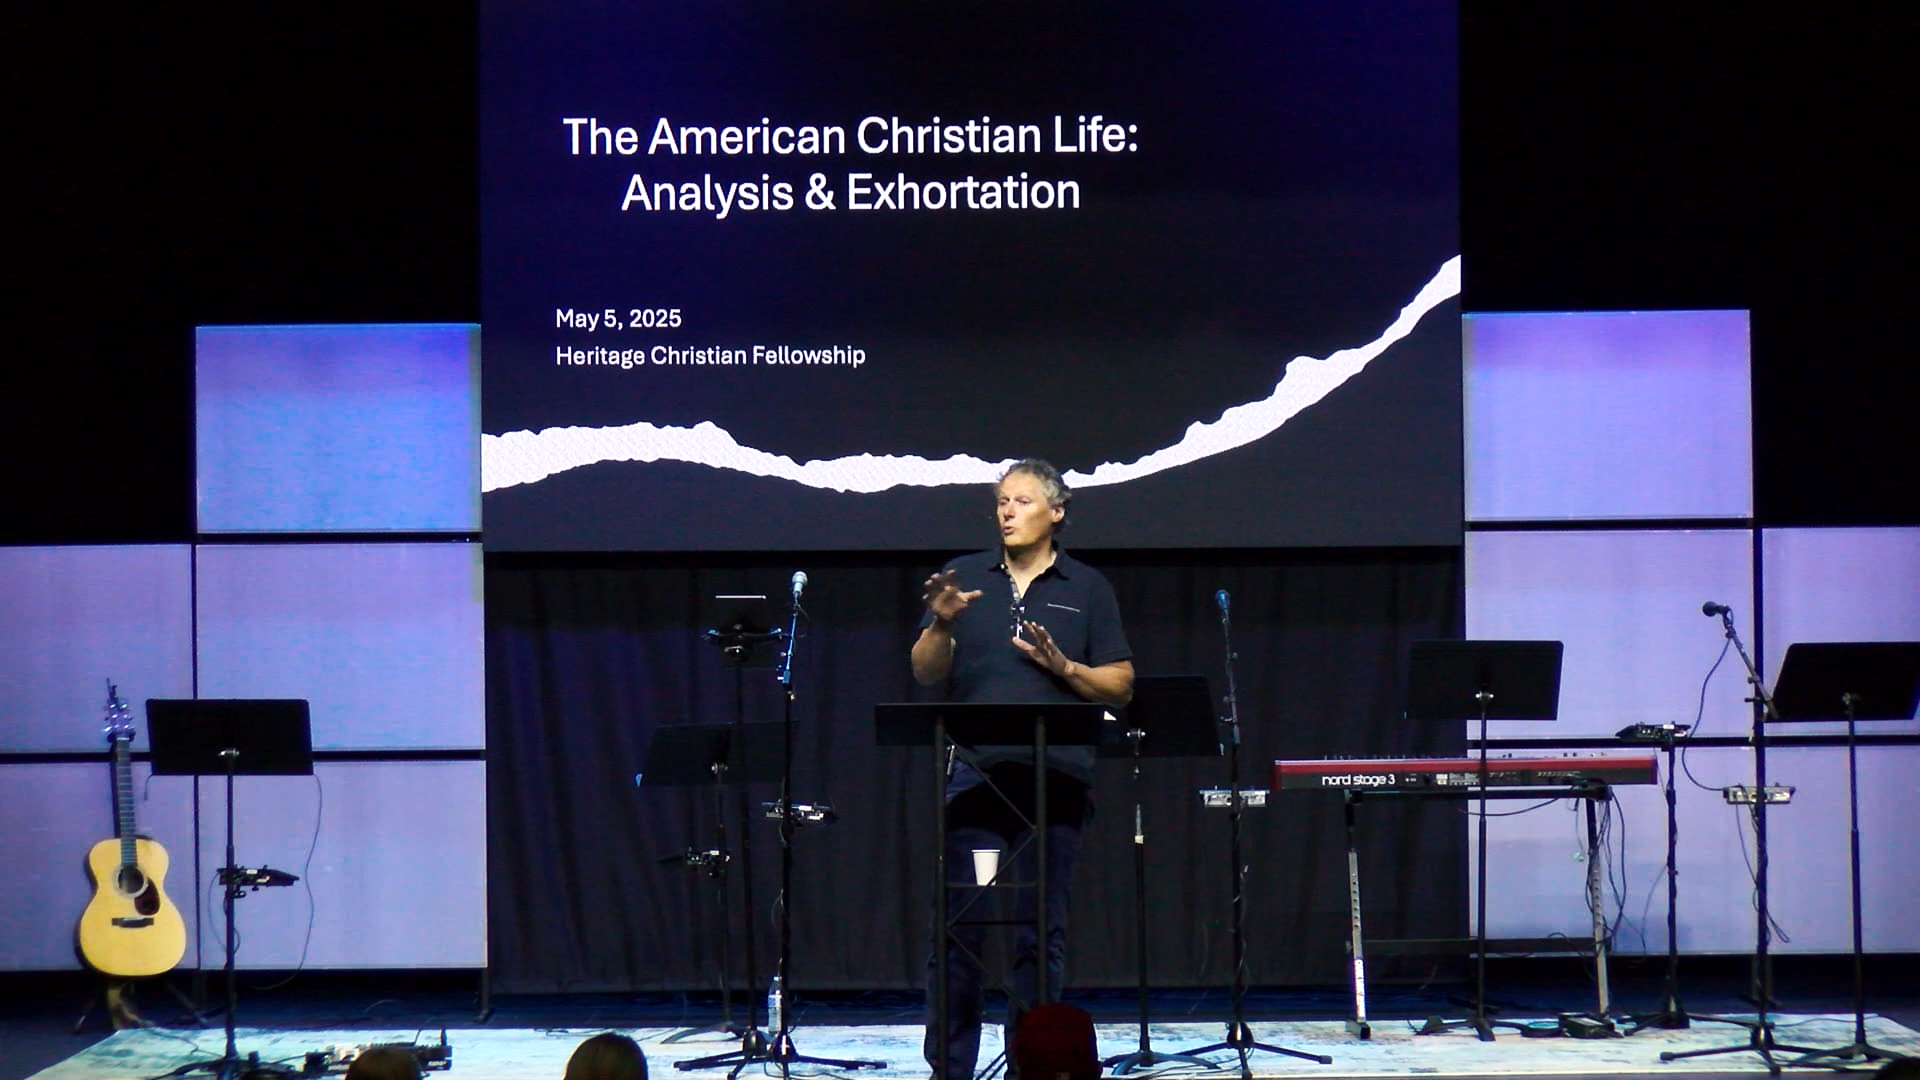 The American Christian Life:
Analysis & Exhortation
May 5, 2025
Heritage Christian Fellowship
nord stage 3